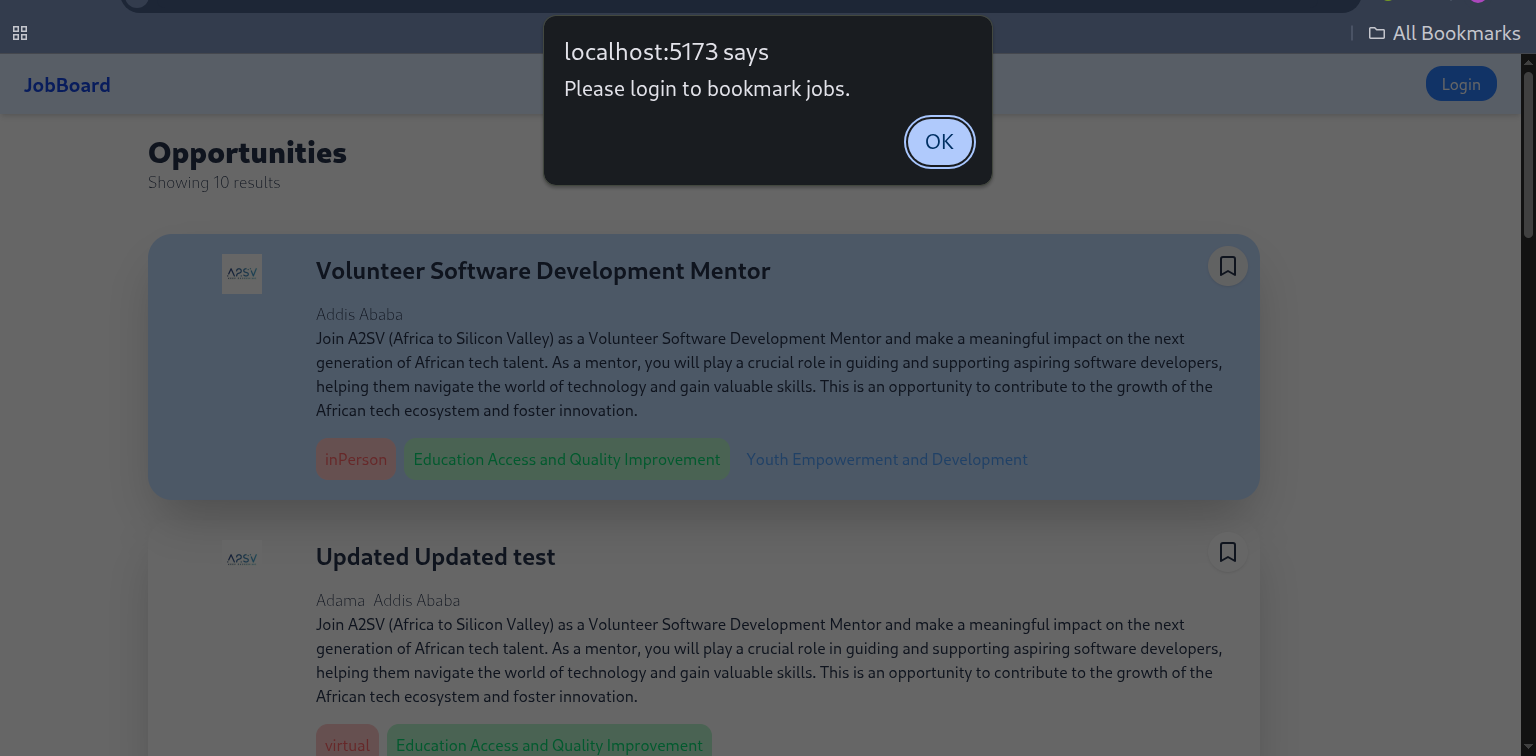 All Bookmarks
localhost:5173 says
Please login to bookmark jobs.
OK
JobBoard
Login
Opportunities
Showing 10 results
A2SV
Volunteer Software Development Mentor
Addis Ababa
Join A2SV (Africa to Silicon Valley) as a Volunteer Software Development Mentor and make a meaningful impact on the next
generation of African tech talent. As a mentor, you will play a crucial role in guiding and supporting aspiring software developers,
helping them navigate the world of technology and gain valuable skills. This is an opportunity to contribute to the growth of the
African tech ecosystem and foster innovation.
inPerson Education Access and Quality Improvement Youth Empowerment and Development
A2SV
Updated Updated test
Adama Addis Ababa
Join A2SV (Africa to Silicon Valley) as a Volunteer Software Development Mentor and make a meaningful impact on the next
generation of African tech talent. As a mentor, you will play a crucial role in guiding and supporting aspiring software developers,
helping them navigate the world of technology and gain valuable skills. This is an opportunity to contribute to the growth of the
African tech ecosystem and foster innovation.
virtual Education Access and Quality Improvement